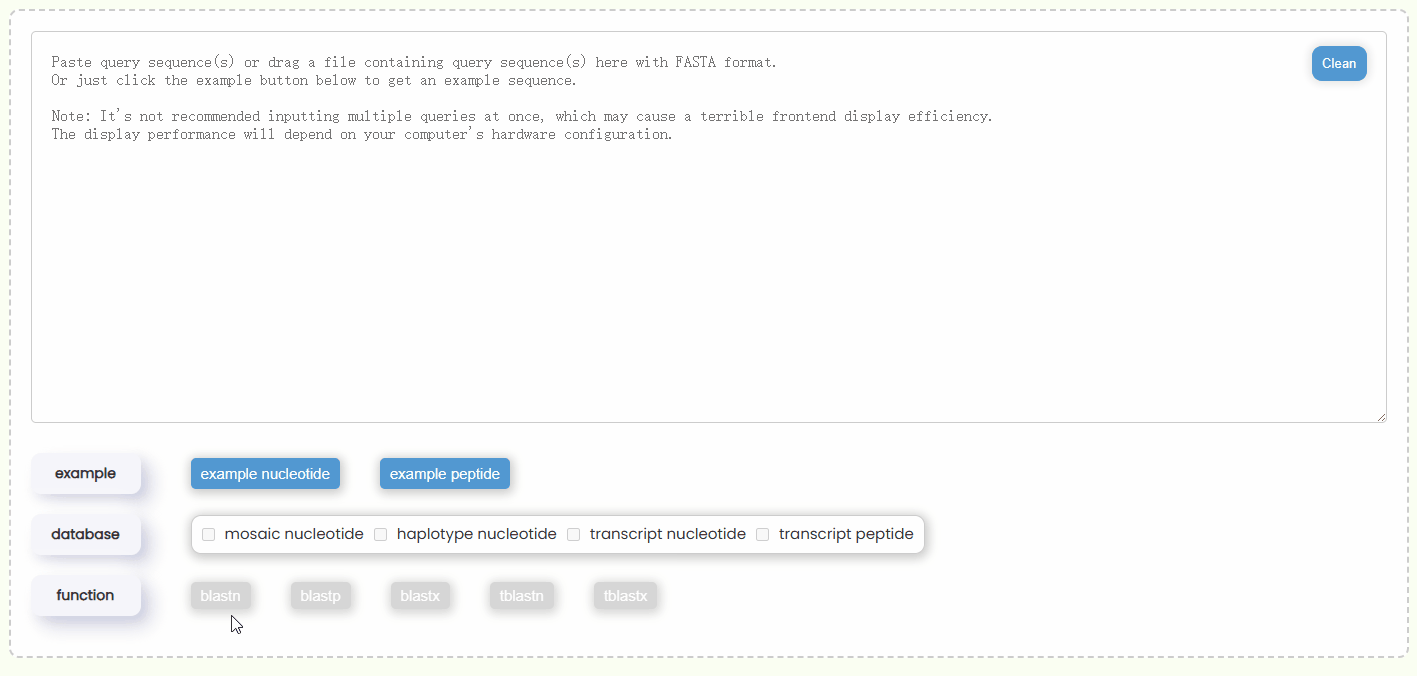 Paste query sequence(s) or drag a file containing query sequence(s) here with FASTA format.
Clean
Or just click the example button below to get an example sequence.
Note: It's not recommended inputting multiple queries at once, which may cause a terrible frontend display efficiency.
The display performance will depend on your computer's hardware configuration.
example example nucleotide example peptide
database mosaic nucleotide haplotype nucleotide transcript nucleotide transcript peptide
function blastn blastp blastx tblastn tblastx